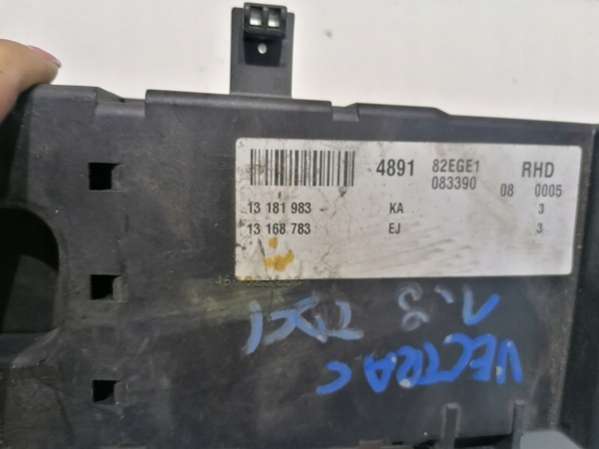 4891 82EGE1 RHD
083390 08 0005
13 181 983 KA 3
13 168 783 EJ 3
VECTRA C
1.9 CDTI